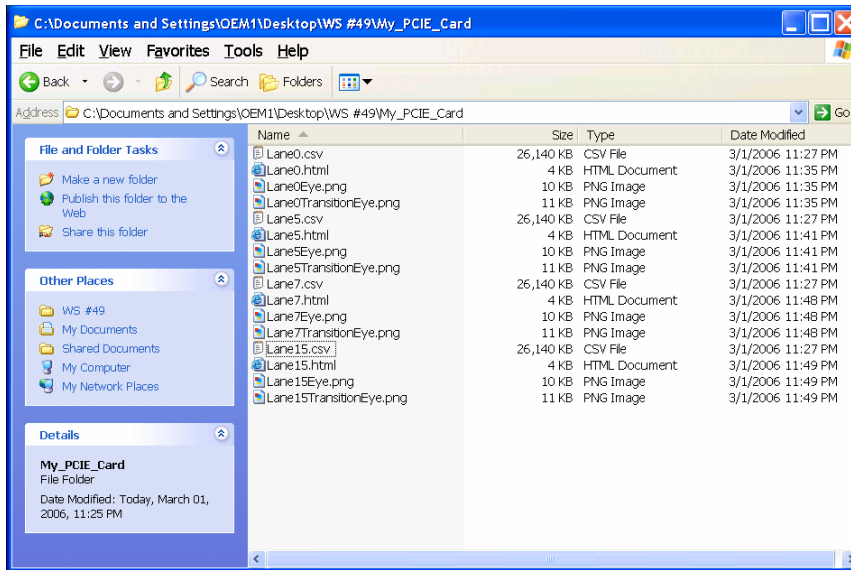 C:\Documents and Settings\OEM1\Desktop\WS #49\My_PCIE_Card
File Edit View Favorites Tools Help
Back Search Folders
Address C:\Documents and Settings\OEM1\Desktop\WS #49\My_PCIE_Card Go
Name Size Type Date Modified
File and Folder Tasks
Make a new folder
Publish this folder to the
Web
Share this folder
Other Places
WS #49
My Documents
Shared Documents
My Computer
My Network Places
Details
My_PCIE_Card
File Folder
Date Modified: Today, March 01,
2006, 11:25 PM
Lane0.csv 26,140 KB CSV File 3/1/2006 11:27 PM
Lane0.html 4 KB HTML Document 3/1/2006 11:35 PM
Lane0Eye.png 10 KB PNG Image 3/1/2006 11:35 PM
Lane0TransitionEye.png 11 KB PNG Image 3/1/2006 11:35 PM
Lane5.csv 26,140 KB CSV File 3/1/2006 11:27 PM
Lane5.html 4 KB HTML Document 3/1/2006 11:41 PM
Lane5Eye.png 10 KB PNG Image 3/1/2006 11:41 PM
Lane5TransitionEye.png 11 KB PNG Image 3/1/2006 11:41 PM
Lane7.csv 26,140 KB CSV File 3/1/2006 11:27 PM
Lane7.html 4 KB HTML Document 3/1/2006 11:48 PM
Lane7Eye.png 10 KB PNG Image 3/1/2006 11:48 PM
Lane7TransitionEye.png 11 KB PNG Image 3/1/2006 11:48 PM
Lane15.csv 26,140 KB CSV File 3/1/2006 11:27 PM
Lane15.html 4 KB HTML Document 3/1/2006 11:49 PM
Lane15Eye.png 10 KB PNG Image 3/1/2006 11:49 PM
Lane15TransitionEye.png 11 KB PNG Image 3/1/2006 11:49 PM